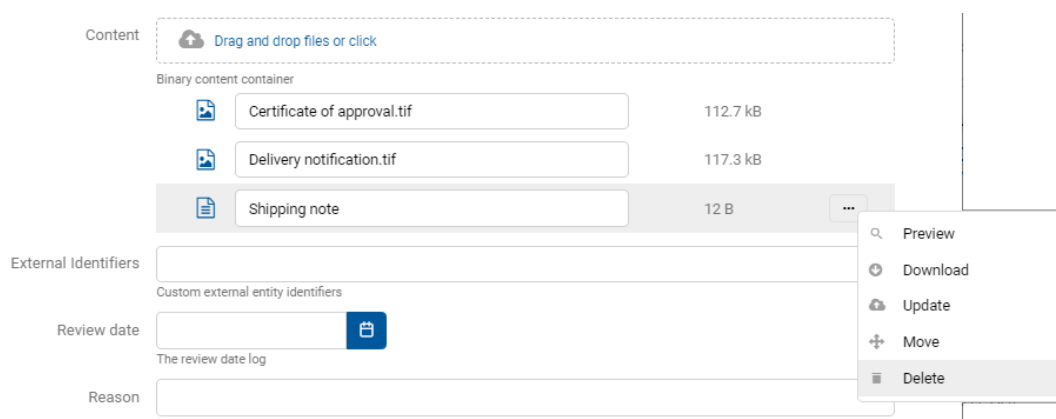 Content
Drag and drop files or click
Binary content container
Certificate of approval.tif 112.7 kB
Delivery notification.tif 117.3 kB
Shipping note 12 B ...
Preview
Download
Update
Move
Delete
External Identifiers
Custom external entity identifiers
Review date
The review date log
Reason